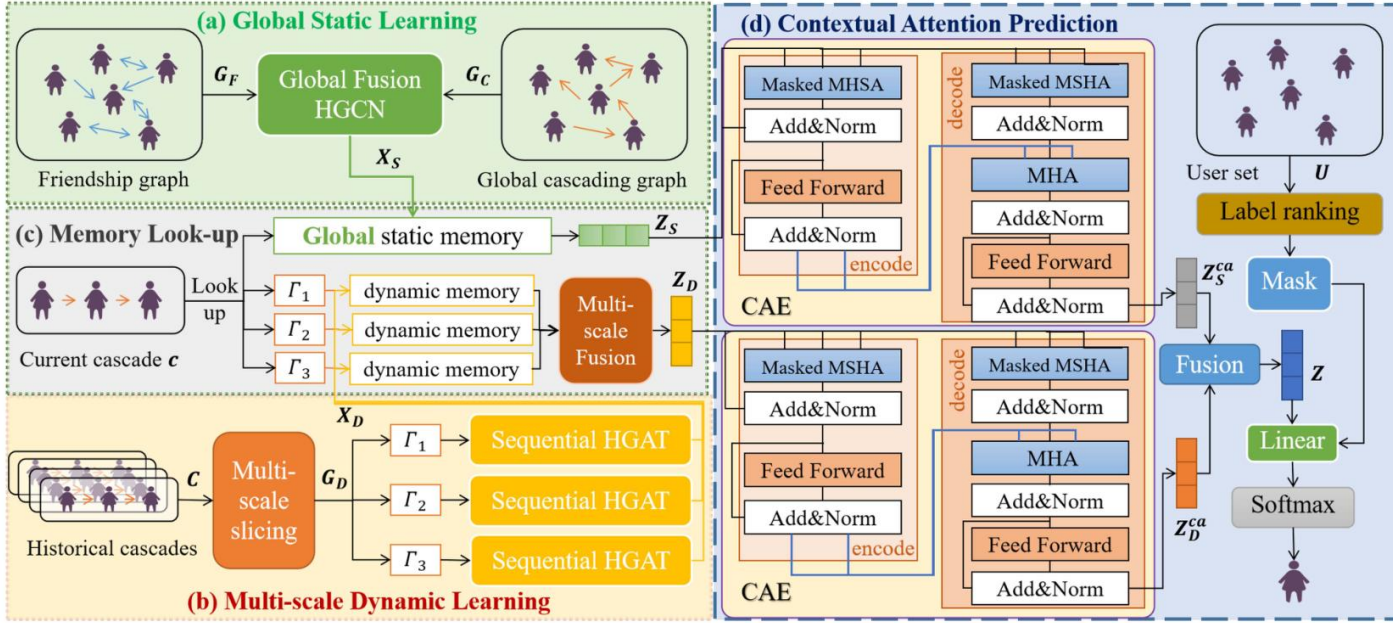 (a) Global Static Learning
G_F
Global Fusion
HGCN
G_C
X_S
Friendship graph
Global cascading graph
(c) Memory Look-up
Global static memory
Z_S
Look
up
Γ_1
dynamic memory
Γ_2
dynamic memory
Γ_3
dynamic memory
Multi-
scale
Fusion
Z_D
Current cascade c
X_D
Historical cascades
C
Multi-
scale
slicing
G_D
Γ_1
Sequential HGAT
Γ_2
Sequential HGAT
Γ_3
Sequential HGAT
(b) Multi-scale Dynamic Learning
(d) Contextual Attention Prediction
Masked MHSA
Add&Norm
Feed Forward
Add&Norm
encode
CAE
decode
Masked MSHA
Add&Norm
MHA
Add&Norm
Feed Forward
Add&Norm
Masked MSHA
Add&Norm
Feed Forward
Add&Norm
encode
CAE
decode
Masked MSHA
Add&Norm
MHA
Add&Norm
Feed Forward
Add&Norm
User set
U
Label ranking
Mask
Z_S^ca
Fusion
Z
Z_D^ca
Linear
Softmax